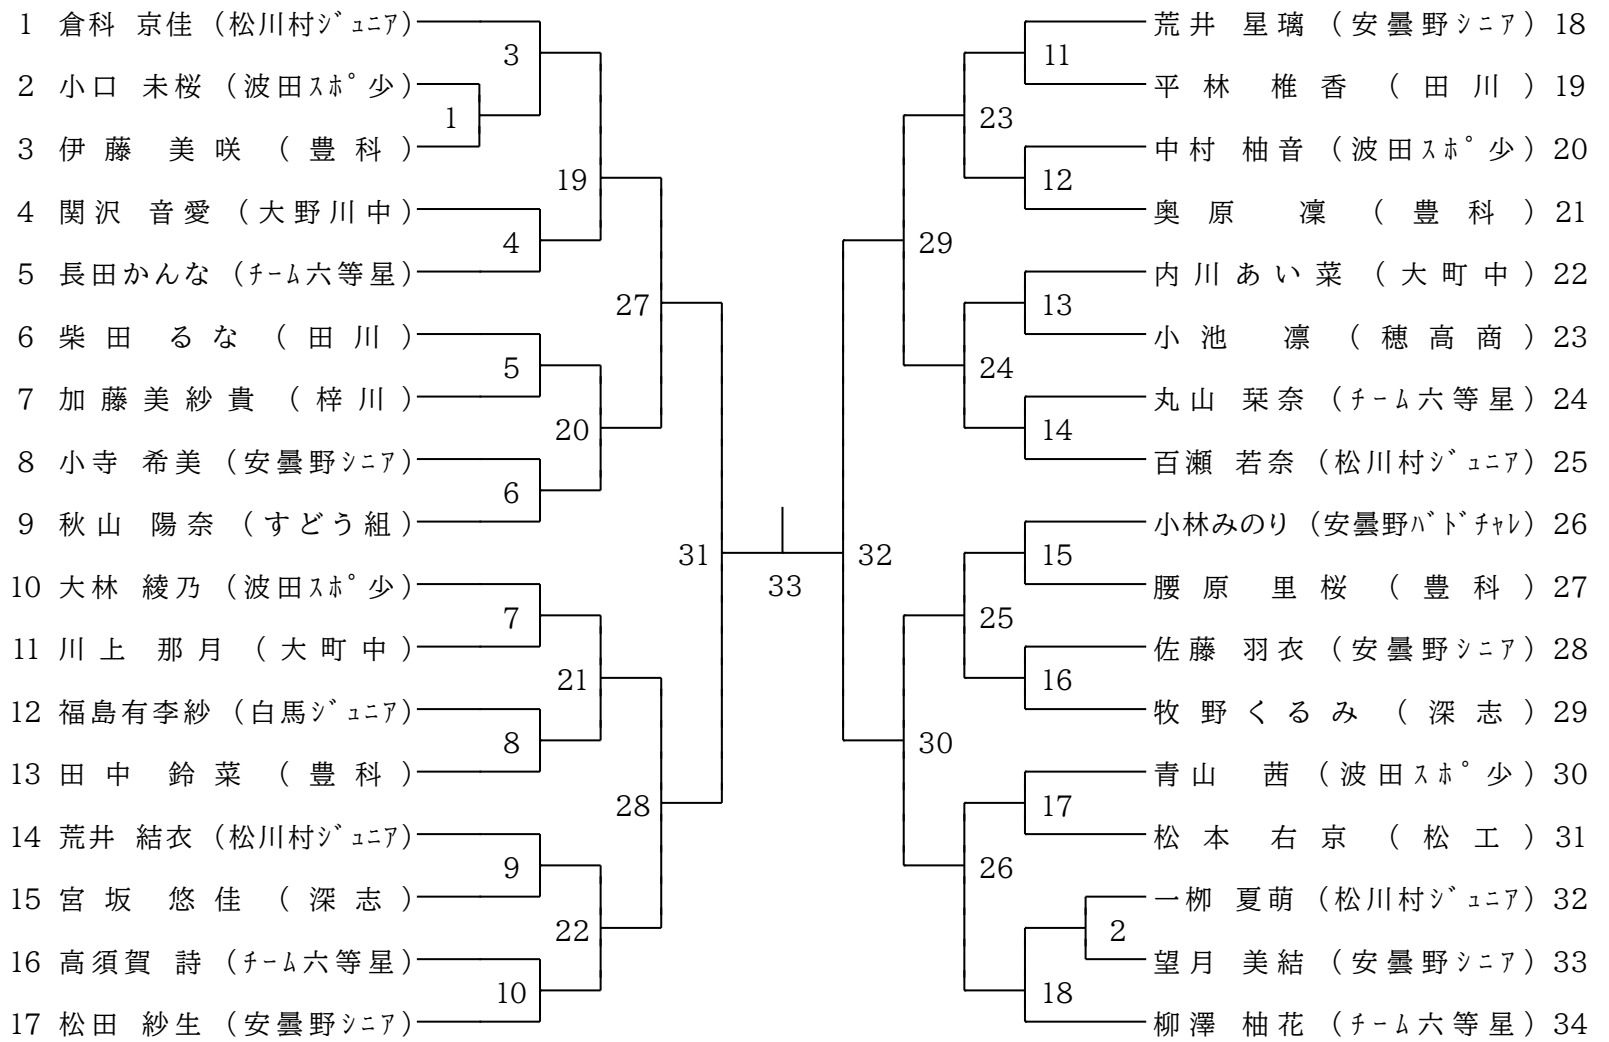 1 倉科 京佳 (松川村ｼﾞｭﾆｱ)
2 小口 未桜 (波田ｽﾎﾟ少)
3 伊藤 美咲 (豊科)
4 関沢 音愛 (大野川中)
5 長田かんな (ﾁｰﾑ六等星)
6 柴田 るな (田川)
7 加藤美紗貴 (梓川)
8 小寺 希美 (安曇野ｼﾆｱ)
9 秋山 陽奈 (すどう組)
10 大林 綾乃 (波田ｽﾎﾟ少)
11 川上 那月 (大町中)
12 福島有李紗 (白馬ｼﾞｭﾆｱ)
13 田中 鈴菜 (豊科)
14 荒井 結衣 (松川村ｼﾞｭﾆｱ)
15 宮坂 悠佳 (深志)
16 高須賀 詩 (ﾁｰﾑ六等星)
17 松田 紗生 (安曇野ｼﾆｱ)
3
1
19
4
27
5
20
6
31
7
21
8
28
9
22
10
33
11
23
12
29
13
24
14
32
15
25
16
30
17
26
2
18
荒井 星璃 (安曇野ｼﾆｱ) 18
平林 椎香 (田川) 19
中村 柚音 (波田ｽﾎﾟ少) 20
奥原 凜 (豊科) 21
内川あい菜 (大町中) 22
小池 凛 (穂高商) 23
丸山 栞奈 (ﾁｰﾑ六等星) 24
百瀬 若奈 (松川村ｼﾞｭﾆｱ) 25
小林みのり (安曇野ﾊﾞﾄﾞﾁｬﾚ) 26
腰原 里桜 (豊科) 27
佐藤 羽衣 (安曇野ｼﾆｱ) 28
牧野くるみ (深志) 29
青山 茜 (波田ｽﾎﾟ少) 30
松本 右京 (松工) 31
一栁 夏萌 (松川村ｼﾞｭﾆｱ) 32
望月 美結 (安曇野ｼﾆｱ) 33
柳澤 柚花 (ﾁｰﾑ六等星) 34